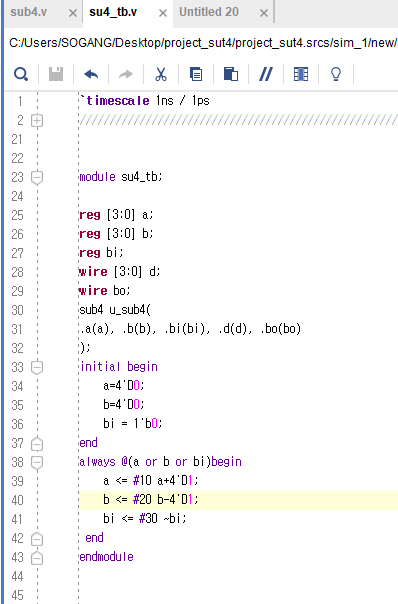 sub4.v × su4_tb.v × Untitled 20 ×
C:/Users/SOGANG/Desktop/project_sut4/project_sut4.srcs/sim_1/new/
1 `timescale 1ns / 1ps
2 /////////////////////////////////////////////////////
21
22
23 module su4_tb;
24
25 reg [3:0] a;
26 reg [3:0] b;
27 reg bi;
28 wire [3:0] d;
29 wire bo;
30 sub4 u_sub4(
31 .a(a), .b(b), .bi(bi), .d(d), .bo(bo)
32 );
33 initial begin
34 a=4'D0;
35 b=4'D0;
36 bi = 1'b0;
37 end
38 always @(a or b or bi)begin
39 a <= #10 a+4'D1;
40 b <= #20 b-4'D1;
41 bi <= #30 ~bi;
42 end
43 endmodule
44
45